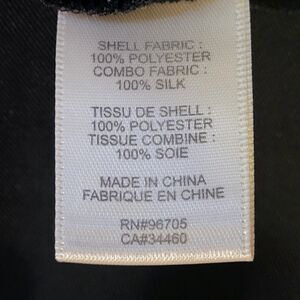 SHELL FABRIC :
100% POLYESTER
COMBO FABRIC :
100% SILK
TISSU DE SHELL :
100% POLYESTER
TISSUE COMBINE :
100% SOIE
MADE IN CHINA
FABRIQUE EN CHINE
RN#96705
CA#34460